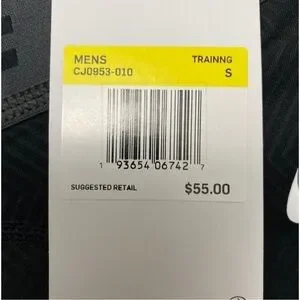 MENS TRAINNG
CJ0953-010 S
1 93654 06742 7
SUGGESTED RETAIL $55.00